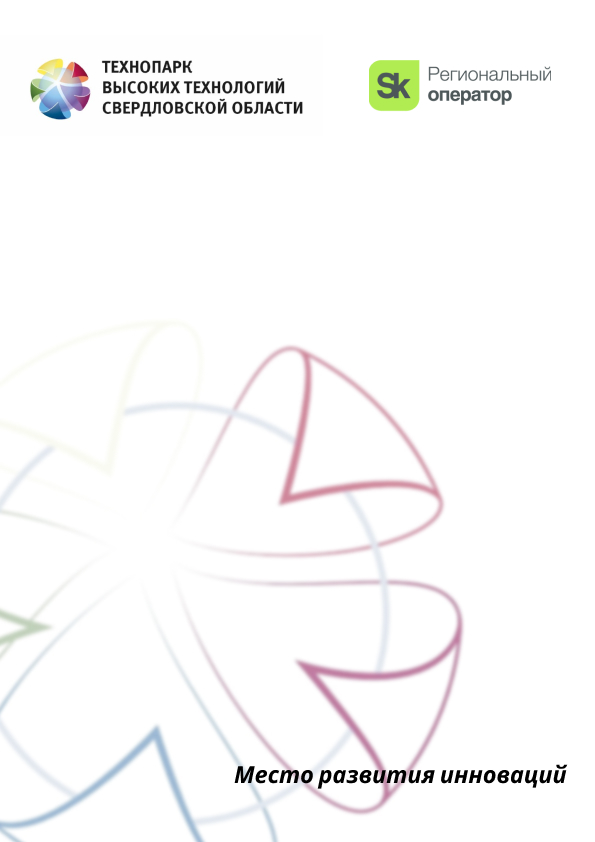 ТЕХНОПАРК
ВЫСОКИХ ТЕХНОЛОГИЙ
СВЕРДЛОВСКОЙ ОБЛАСТИ
Sk
Региональный
оператор
Место развития инноваций